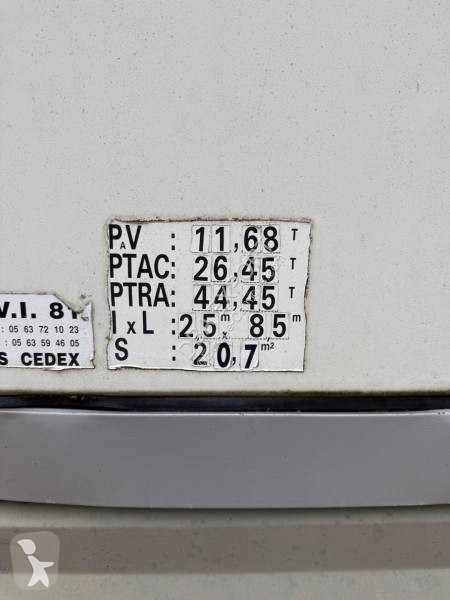 PAV : 11,68 T
PTAC: 26,45 T
PTRA: 44,45 T
I x L : 2,5 m x 8 5 m
S : 20,7 m²
V.I. 81
: 05 63 72 10 23
: 05 63 59 46 05
S CEDEX